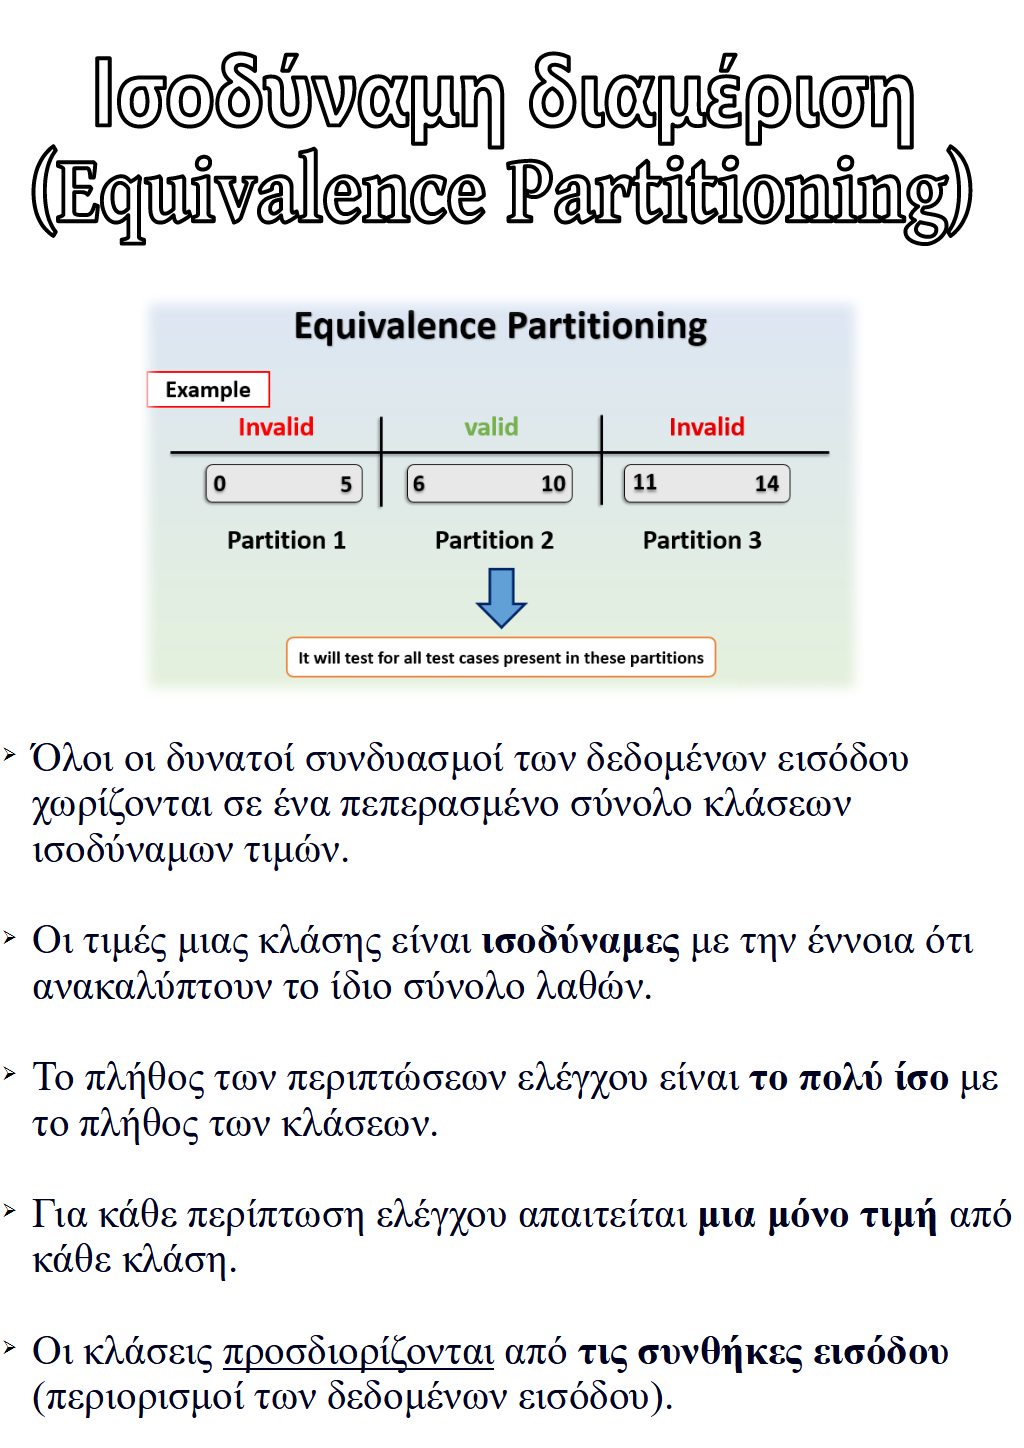 Ισοδύναμη διαμέριση
(Equivalence Partitioning)
Equivalence Partitioning
Example
Invalid valid Invalid
0 5 6 10 11 14
Partition 1 Partition 2 Partition 3
It will test for all test cases present in these partitions
➢ Όλοι οι δυνατοί συνδυασμοί των δεδομένων εισόδου
χωρίζονται σε ένα πεπερασμένο σύνολο κλάσεων
ισοδύναμων τιμών.
➢ Οι τιμές μιας κλάσης είναι ισοδύναμες με την έννοια ότι
ανακαλύπτουν το ίδιο σύνολο λαθών.
➢ Το πλήθος των περιπτώσεων ελέγχου είναι το πολύ ίσο με
το πλήθος των κλάσεων.
➢ Για κάθε περίπτωση ελέγχου απαιτείται μια μόνο τιμή από
κάθε κλάση.
➢ Οι κλάσεις προσδιορίζονται από τις συνθήκες εισόδου
(περιορισμοί των δεδομένων εισόδου).